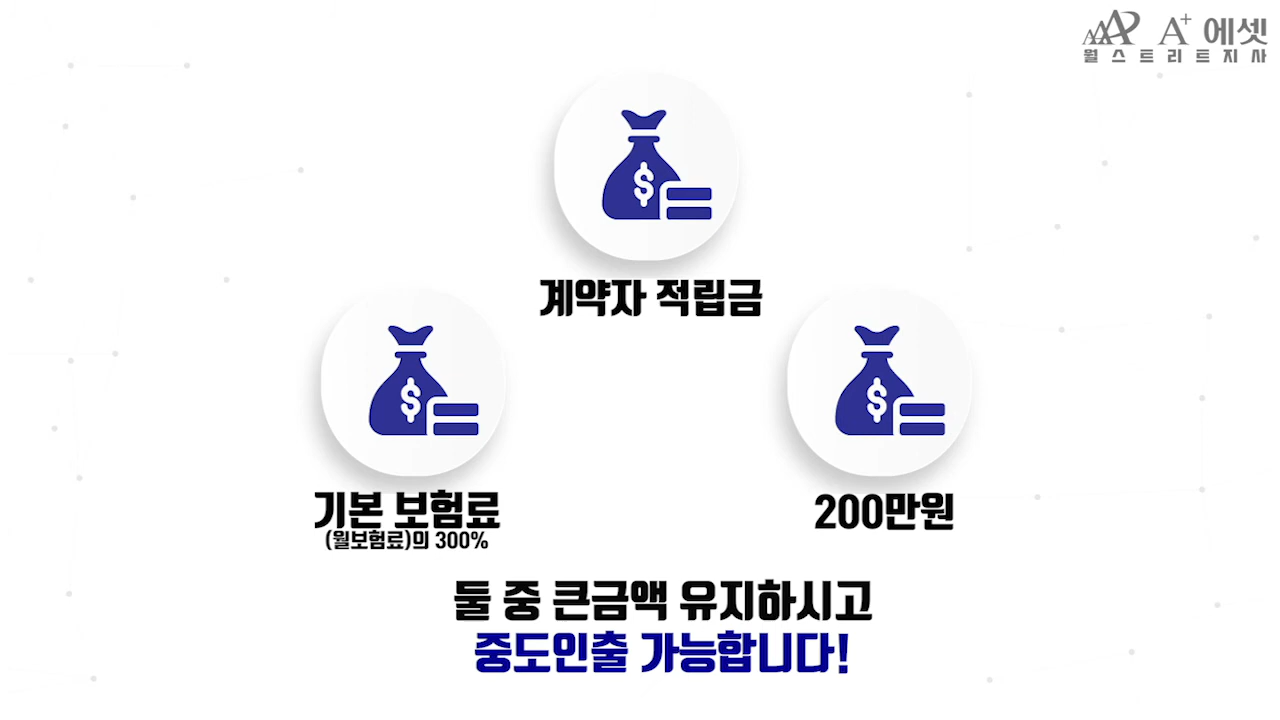 A+ 에셋
월스트리트지사
계약자 적립금
기본 보험료
(월보험료)의 300%
200만원
둘 중 큰금액 유지하시고
중도인출 가능합니다!